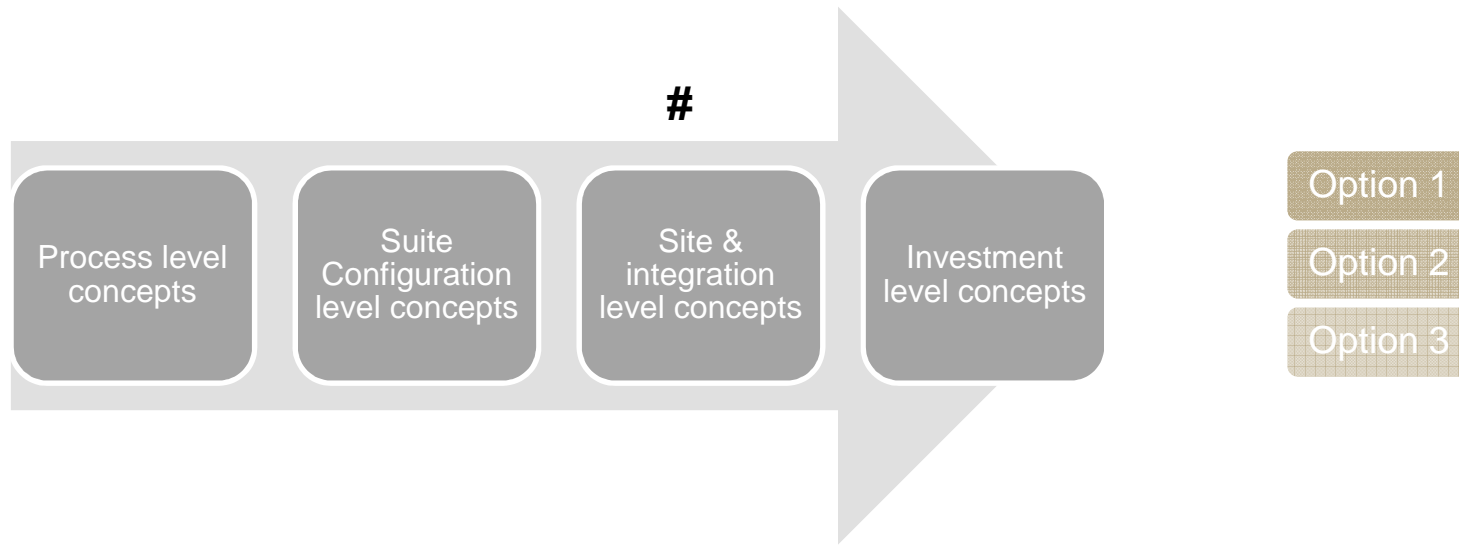 #
Process level
concepts
Suite
Configuration
level concepts
Site &
integration
level concepts
Investment
level concepts
Option 1
Option 2
Option 3